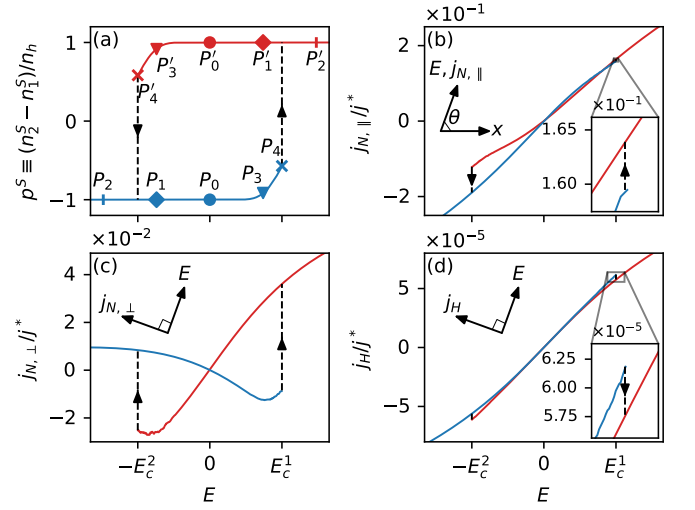 (a)
p^S ≡ (n_2^S − n_1^S)/n_h
1
0
−1
P'_4
P'_3
P'_0
P'_1
P'_2
P_2
P_1
P_0
P_3
P_4
×10^−1
(b)
j_{N, ∥}/j^*
2
0
−2
E, j_{N, ∥}
θ
x
×10^−1
1.65
1.60
×10^−2
(c)
j_{N, ⊥}/j^*
4
2
0
−2
E
j_{N, ⊥}
−E_c^2
0
E_c^1
E
×10^−5
(d)
j_H/j^*
5
0
−5
E
j_H
×10^−5
6.25
6.00
5.75
−E_c^2
0
E_c^1
E